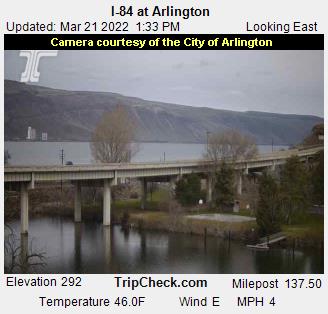 I-84 at Arlington
Updated: Mar 21 2022 1:33 PM Looking East
Camera courtesy of the City of Arlington
Elevation 292 TripCheck.com Milepost 137.50
Temperature 46.0F Wind E MPH 4